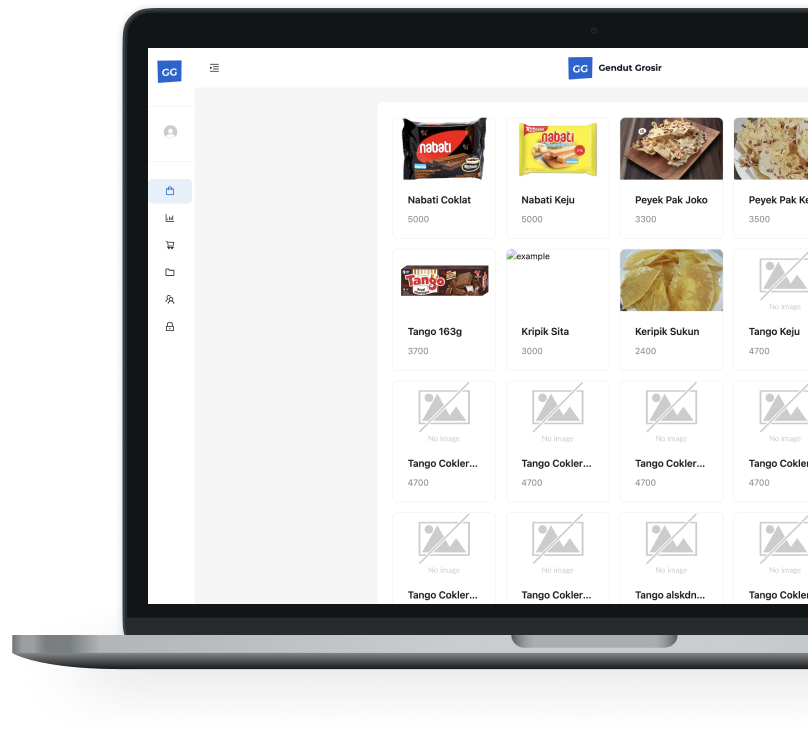 GG
GG Gendut Grosir
nabati
Richeese
nabati
Nabati Coklat
5000
Nabati Keju
5000
Peyek Pak Joko
3300
Peyek Pak Ke
3500
Tango
example
No image
Tango 163g
3700
Kripik Sita
3000
Keripik Sukun
2400
Tango Keju
4700
No image
No image
No image
No image
Tango Cokler...
4700
Tango Cokler...
4700
Tango Cokler...
4700
Tango Cokler
4700
No image
No image
No image
No image
Tango Cokler...
Tango Cokler...
Tango alskdn...
Tango Cokler